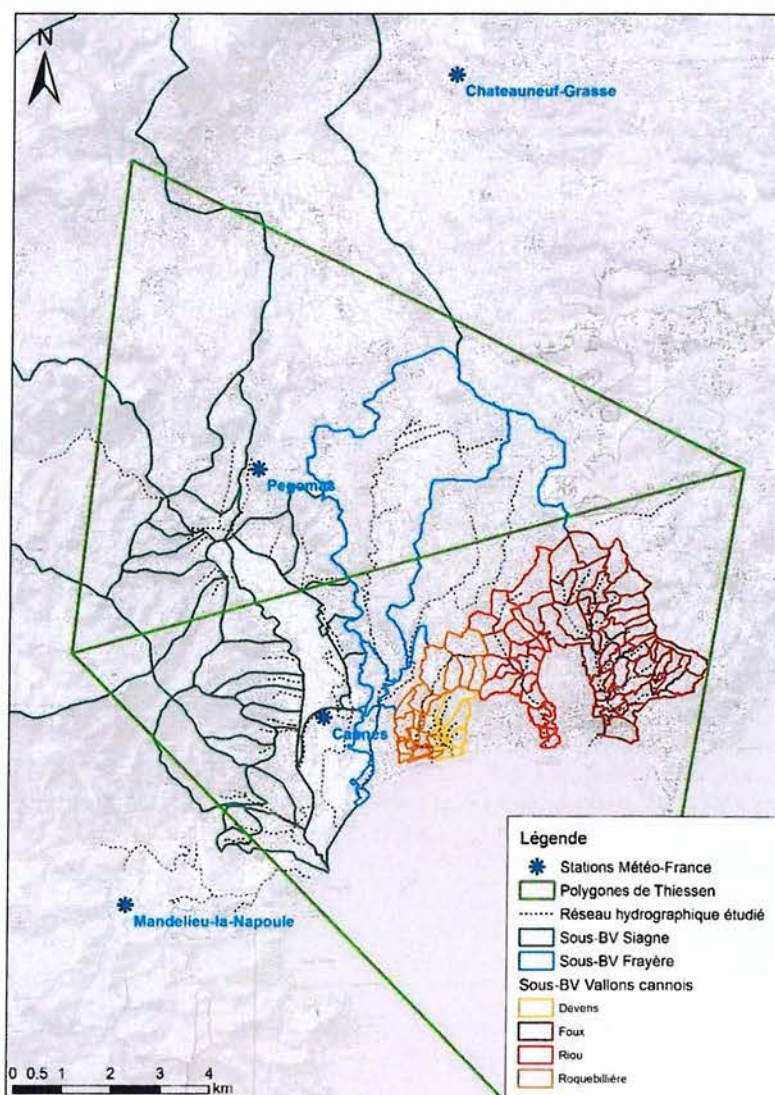 N
Chateauneuf-Grasse
Pegomas
Cannes
Mandelieu-la-Napoule
Légende
Stations Météo-France
Polygones de Thiessen
Réseau hydrographique étudié
Sous-BV Siagne
Sous-BV Frayère
Sous-BV Vallons cannois
Devens
Foux
Riou
Roquebillière
0 0.5 1 2 3 4
km